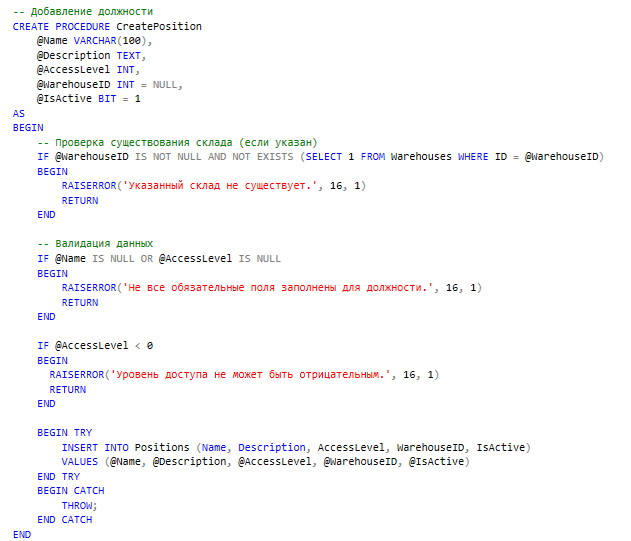 -- Добавление должности
CREATE PROCEDURE CreatePosition
    @Name VARCHAR(100),
    @Description TEXT,
    @AccessLevel INT,
    @WarehouseID INT = NULL,
    @IsActive BIT = 1
AS
BEGIN
    -- Проверка существования склада (если указан)
    IF @WarehouseID IS NOT NULL AND NOT EXISTS (SELECT 1 FROM Warehouses WHERE ID = @WarehouseID)
    BEGIN
        RAISERROR('Указанный склад не существует.', 16, 1)
        RETURN
    END

    -- Валидация данных
    IF @Name IS NULL OR @AccessLevel IS NULL
    BEGIN
        RAISERROR('Не все обязательные поля заполнены для должности.', 16, 1)
        RETURN
    END

    IF @AccessLevel < 0
    BEGIN
      RAISERROR('Уровень доступа не может быть отрицательным.', 16, 1)
      RETURN
    END

    BEGIN TRY
        INSERT INTO Positions (Name, Description, AccessLevel, WarehouseID, IsActive)
        VALUES (@Name, @Description, @AccessLevel, @WarehouseID, @IsActive)
    END TRY
    BEGIN CATCH
        THROW;
    END CATCH
END